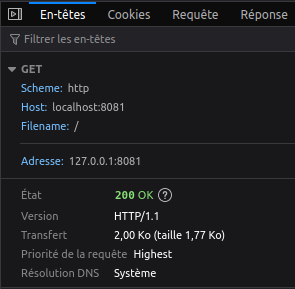 En-têtes Cookies Requête Réponse
Filtrer les en-têtes
GET
Scheme: http
Host: localhost:8081
Filename: /
Adresse: 127.0.0.1:8081
État 200 OK ?
Version HTTP/1.1
Transfert 2,00 Ko (taille 1,77 Ko)
Priorité de la requête Highest
Résolution DNS Système